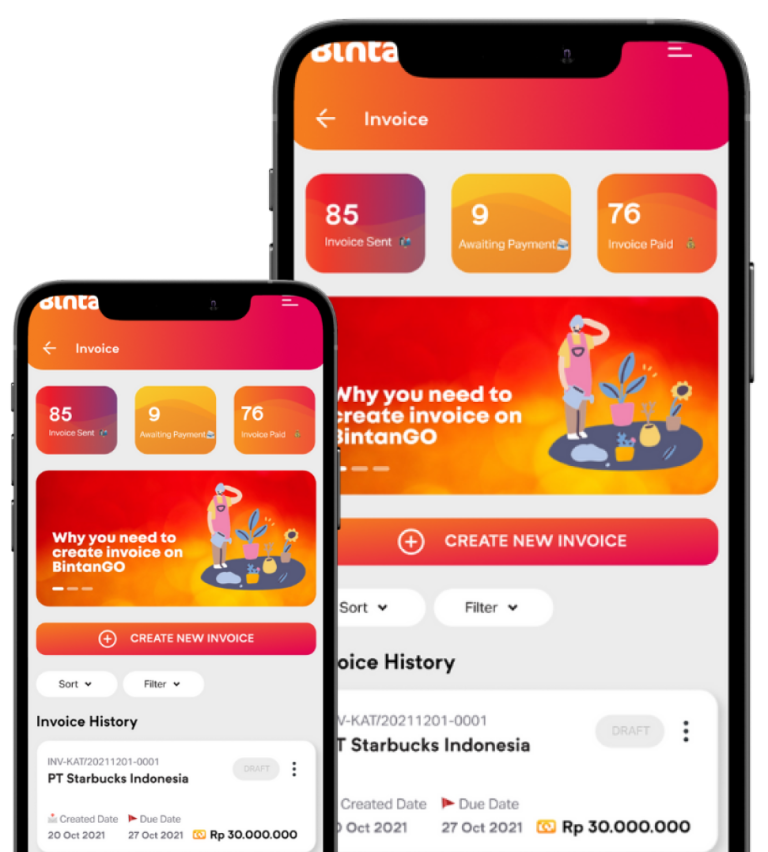 Binta
Invoice
85
Invoice Sent
9
Awaiting Payment
76
Invoice Paid
Why you need to
create invoice on
BintanGO
CREATE NEW INVOICE
Sort
Filter
oice History
V-KAT/20211201-0001
DRAFT
T Starbucks Indonesia
Created Date
Due Date
Oct 2021
27 Oct 2021
Rp 30.000.000
Binta
Invoice
85
Invoice Sent
9
Awaiting Payment
76
Invoice Paid
Why you need to
create invoice on
BintanGO
CREATE NEW INVOICE
Sort
Filter
Invoice History
INV-KAT/20211201-0001
DRAFT
PT Starbucks Indonesia
Created Date
Due Date
20 Oct 2021
27 Oct 2021
Rp 30.000.000